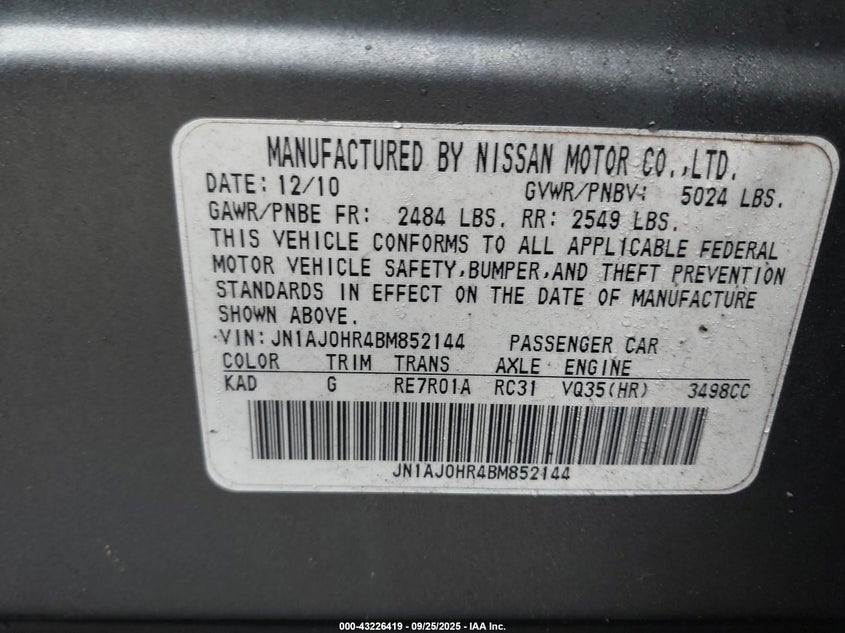 MANUFACTURED BY NISSAN MOTOR CO.,LTD.
DATE: 12/10 GVWR/PNBV: 5024 LBS.
GAWR/PNBE FR: 2484 LBS. RR: 2549 LBS.
THIS VEHICLE CONFORMS TO ALL APPLICABLE FEDERAL
MOTOR VEHICLE SAFETY,BUMPER,AND THEFT PREVENTION
STANDARDS IN EFFECT ON THE DATE OF MANUFACTURE
SHOWN ABOVE.
VIN: JN1AJ0HR4BM852144 PASSENGER CAR
COLOR TRIM TRANS AXLE ENGINE
KAD G RE7R01A RC31 VQ35(HR) 3498CC
JN1AJ0HR4BM852144
000-43226419 - 09/25/2025 - IAA Inc.